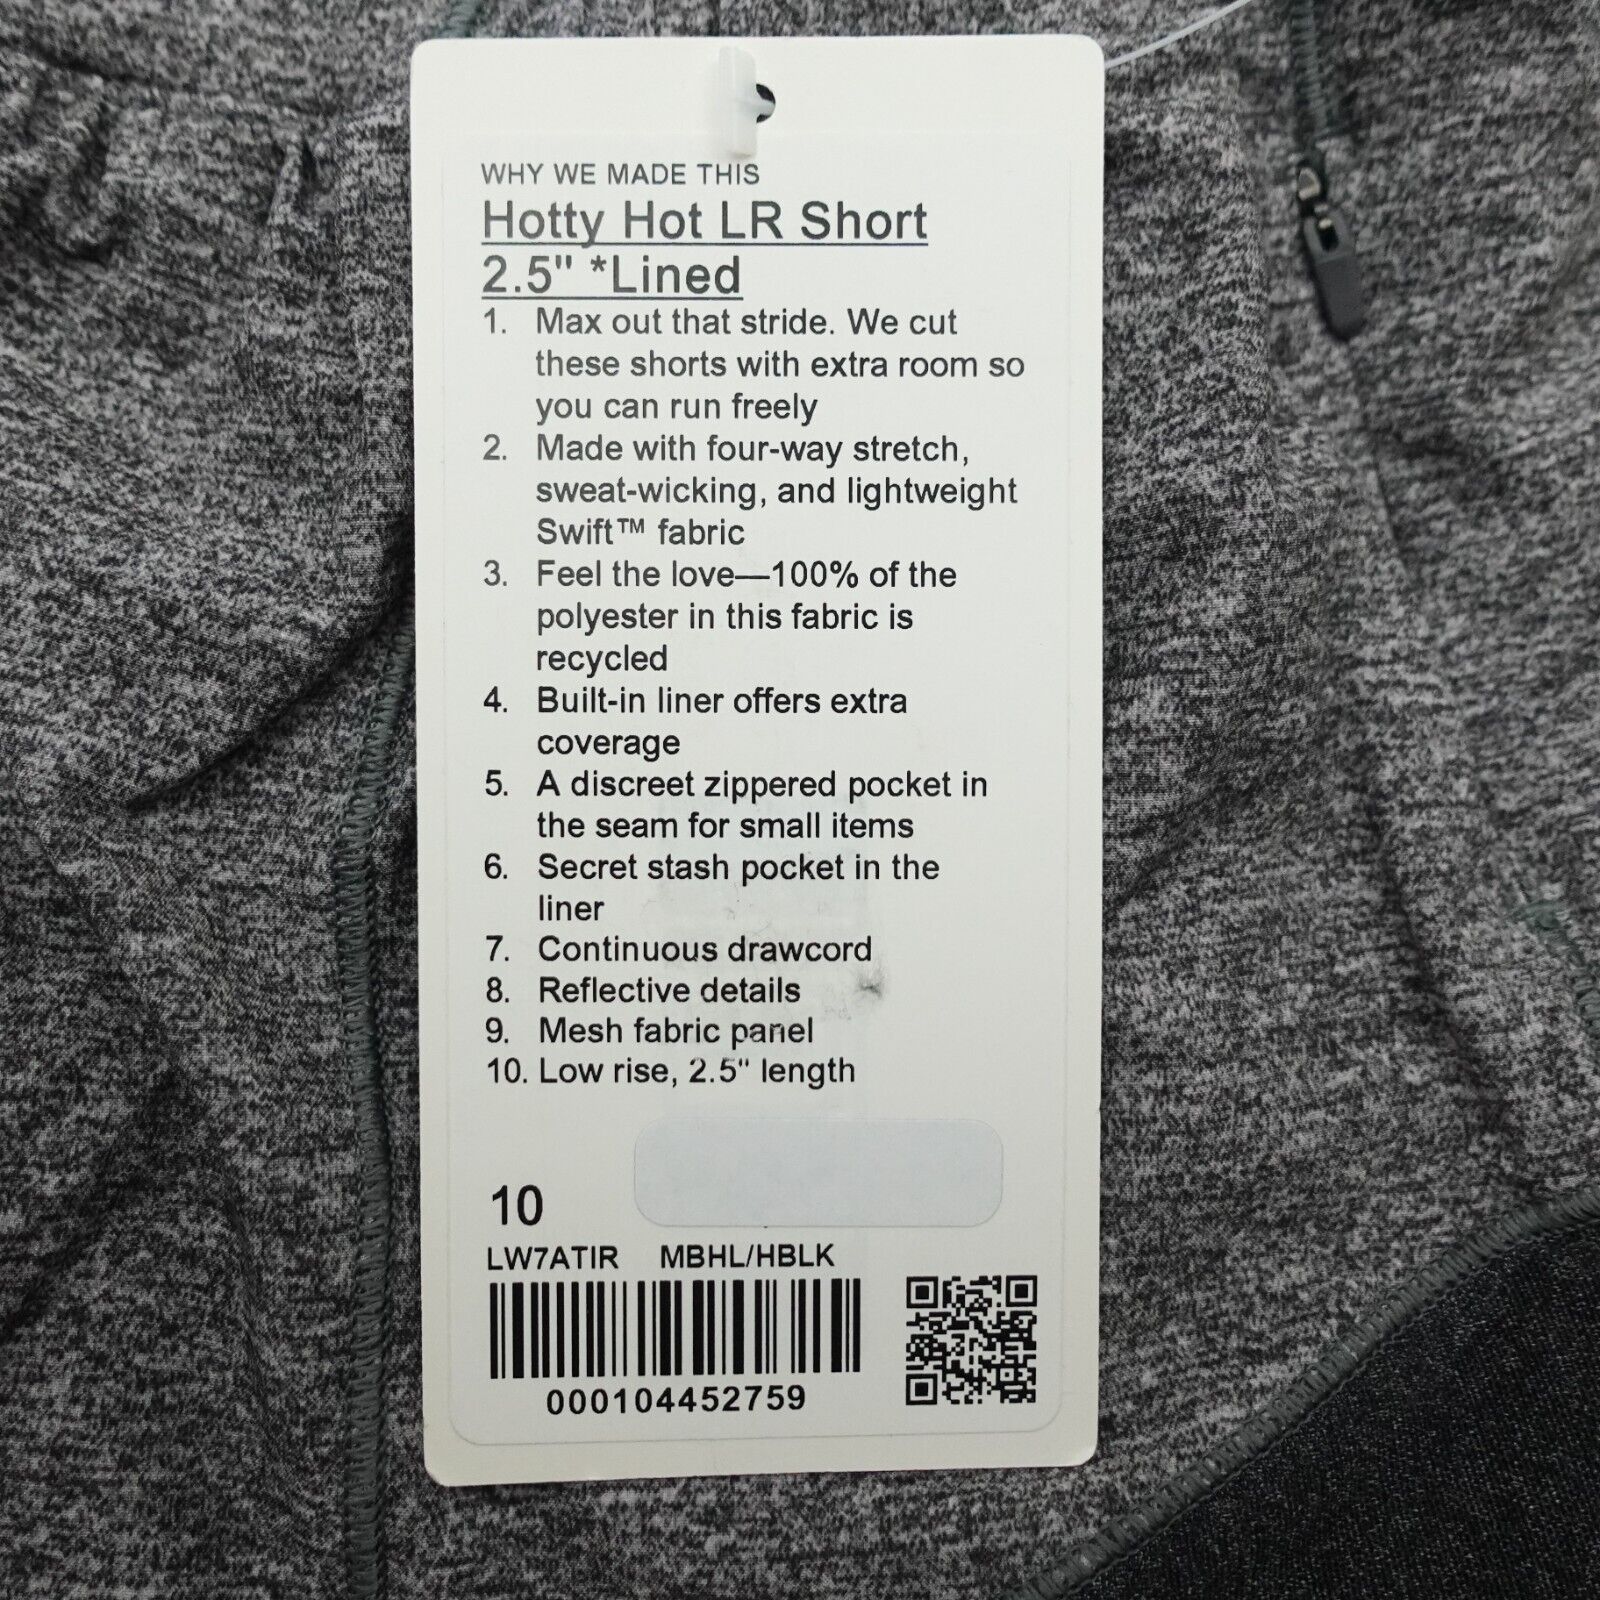 WHY WE MADE THIS
Hotty Hot LR Short
2.5" *Lined
1. Max out that stride. We cut
these shorts with extra room so
you can run freely
2. Made with four-way stretch,
sweat-wicking, and lightweight
Swift™ fabric
3. Feel the love—100% of the
polyester in this fabric is
recycled
4. Built-in liner offers extra
coverage
5. A discreet zippered pocket in
the seam for small items
6. Secret stash pocket in the
liner
7. Continuous drawcord
8. Reflective details
9. Mesh fabric panel
10. Low rise, 2.5" length
10
LW7ATIR MBHL/HBLK
000104452759